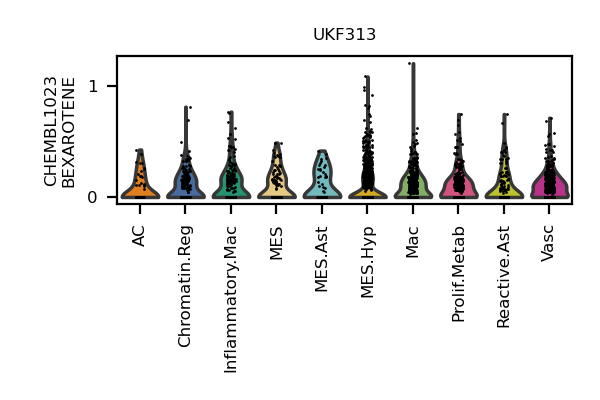 UKF313
CHEMBL1023
BEXAROTENE
1
0
AC
Chromatin.Reg
Inflammatory.Mac
MES
MES.Ast
MES.Hyp
Mac
Prolif.Metab
Reactive.Ast
Vasc